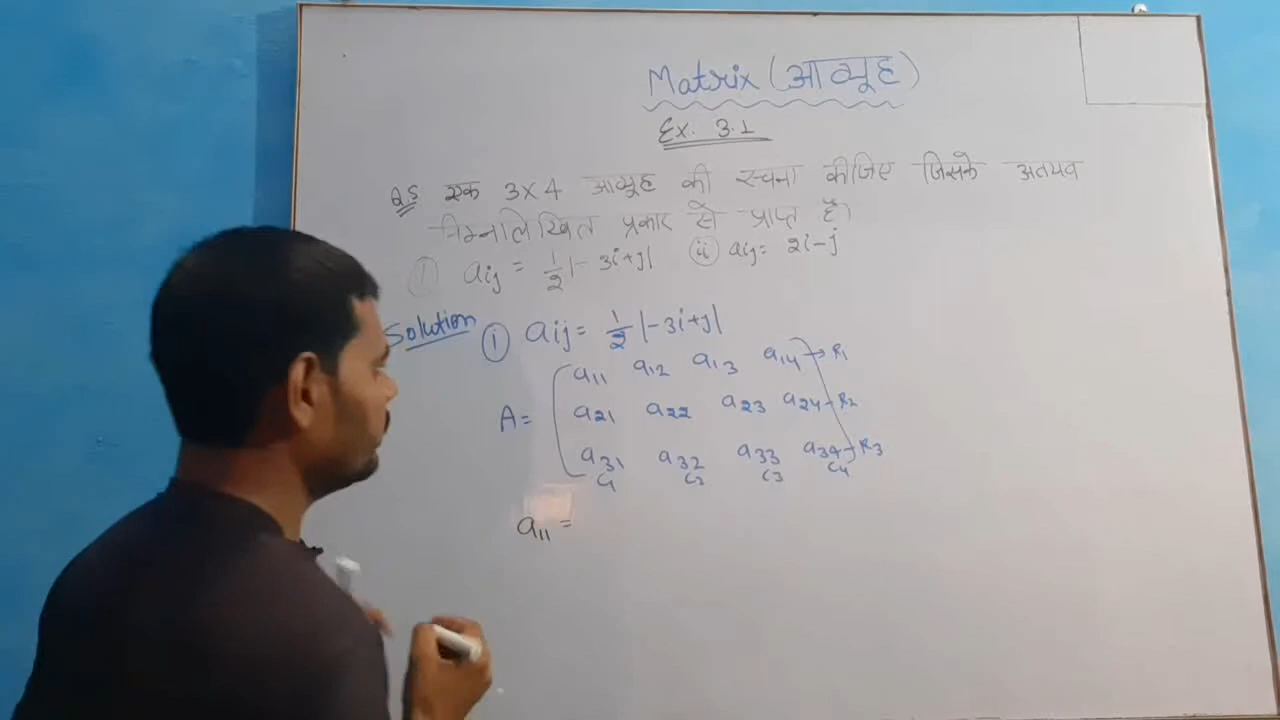 Matrix (आव्यूह)
Ex. 3.1
Q.5 एक 3×4 आव्यूह की रचना कीजिए जिसके अतयव
निम्नलिखित प्रकार से प्राप्त है।
(i) aij = 1/2 |-3i+j| (ii) aij = 2i-j
Solution (i) aij = 1/2 |-3i+j|
a11 a12 a13 a14 → R1
A = a21 a22 a23 a24 → R2
a31 a32 a33 a34 → R3
C1 C2 C3 C4
a11 =